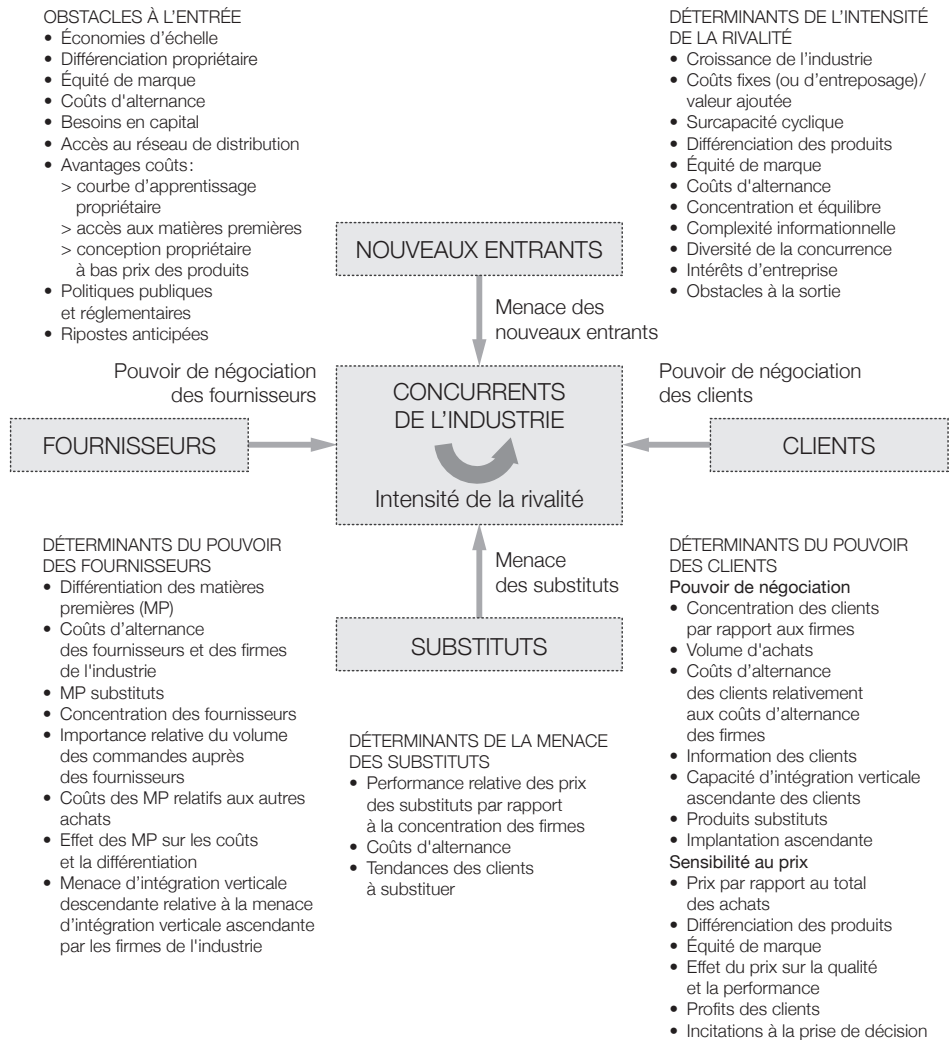 OBSTACLES À L'ENTRÉE
• Économies d'échelle
• Différenciation propriétaire
• Équité de marque
• Coûts d'alternance
• Besoins en capital
• Accès au réseau de distribution
• Avantages coûts:
> courbe d'apprentissage
propriétaire
> accès aux matières premières
> conception propriétaire
à bas prix des produits
• Politiques publiques
et réglementaires
• Ripostes anticipées
DÉTERMINANTS DE L'INTENSITÉ
DE LA RIVALITÉ
• Croissance de l'industrie
• Coûts fixes (ou d'entreposage)/
valeur ajoutée
• Surcapacité cyclique
• Différenciation des produits
• Équité de marque
• Coûts d'alternance
• Concentration et équilibre
• Complexité informationnelle
• Diversité de la concurrence
• Intérêts d'entreprise
• Obstacles à la sortie
NOUVEAUX ENTRANTS
Menace des
nouveaux entrants
Pouvoir de négociation
des fournisseurs
FOURNISSEURS
CONCURRENTS
DE L'INDUSTRIE
Intensité de la rivalité
Pouvoir de négociation
des clients
CLIENTS
Menace
des substituts
SUBSTITUTS
DÉTERMINANTS DU POUVOIR
DES FOURNISSEURS
• Différentiation des matières
premières (MP)
• Coûts d'alternance
des fournisseurs et des firmes
de l'industrie
• MP substituts
• Concentration des fournisseurs
• Importance relative du volume
des commandes auprès
des fournisseurs
• Coûts des MP relatifs aux autres
achats
• Effet des MP sur les coûts
et la différentiation
• Menace d'intégration verticale
descendante relative à la menace
d'intégration verticale ascendante
par les firmes de l'industrie
DÉTERMINANTS DE LA MENACE
DES SUBSTITUTS
• Performance relative des prix
des substituts par rapport
à la concentration des firmes
• Coûts d'alternance
• Tendances des clients
à substituer
DÉTERMINANTS DU POUVOIR
DES CLIENTS
Pouvoir de négociation
• Concentration des clients
par rapport aux firmes
• Volume d'achats
• Coûts d'alternance
des clients relativement
aux coûts d'alternance
des firmes
• Information des clients
• Capacité d'intégration verticale
ascendante des clients
• Produits substituts
• Implantation ascendante
Sensibilité au prix
• Prix par rapport au total
des achats
• Différenciation des produits
• Équité de marque
• Effet du prix sur la qualité
et la performance
• Profits des clients
• Incitations à la prise de décision